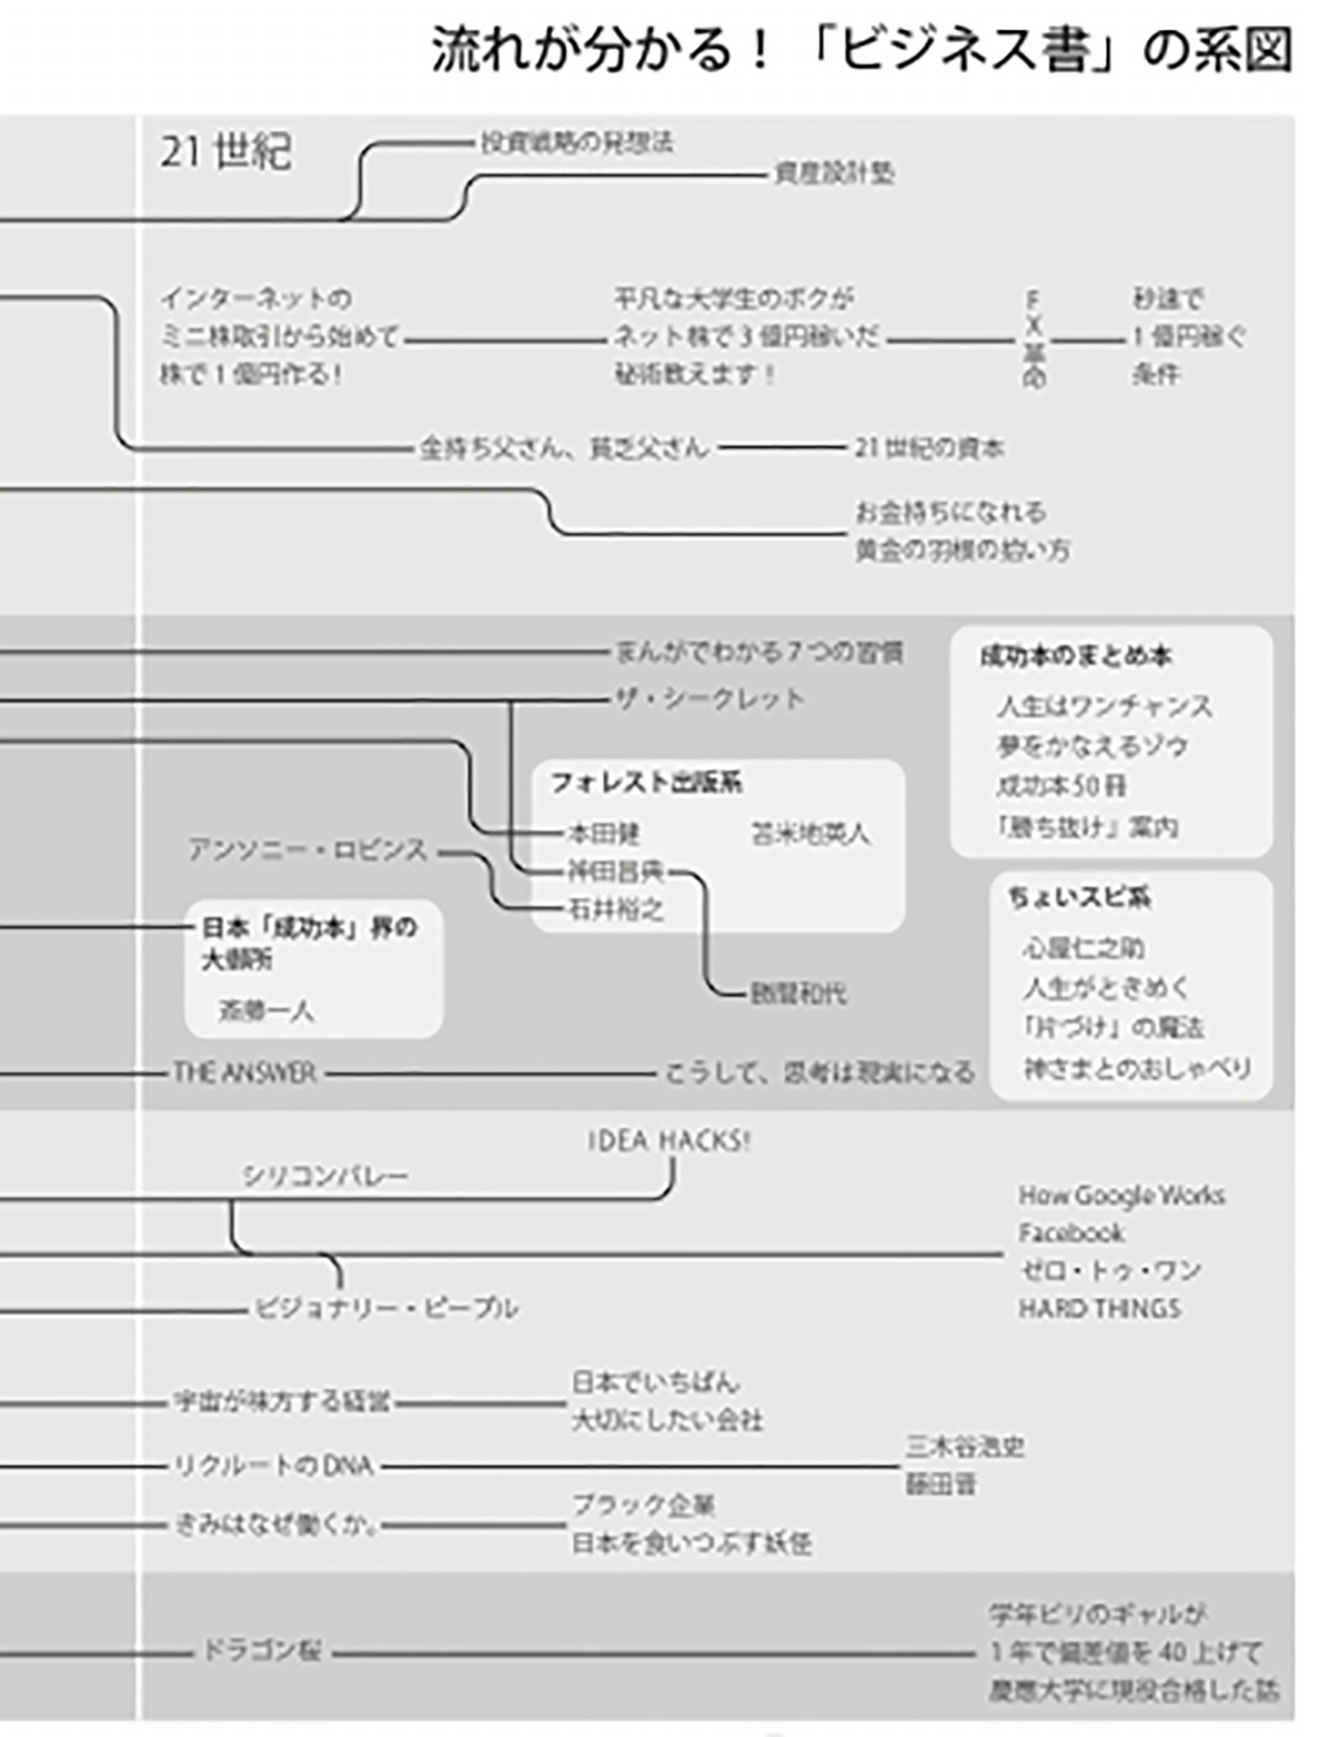 流れが分かる！「ビジネス書」の系図
21世紀
投資戦略の発想法
資産設計塾
インターネットの
ミニ株取引から始めて
株で1億円作る！
平凡な大学生のボクが
ネット株で3億円稼いだ
秘術教えます！
FX革命
秒速で
1億円稼ぐ
条件
金持ち父さん、貧乏父さん
21世紀の資本
お金持ちになれる
黄金の羽根の拾い方
まんがでわかる7つの習慣
ザ・シークレット
成功本のまとめ本
人生はワンチャンス
夢をかなえるゾウ
成功本50冊
「勝ち抜け」案内
フォレスト出版系
本田健
苫米地英人
神田昌典
石井裕之
アンソニー・ロビンス
日本「成功本」界の
大御所
斎藤一人
勝間和代
ちょいスピ系
心屋仁之助
人生がときめく
「片づけ」の魔法
神さまとのおしゃべり
THE ANSWER
こうして、思考は現実になる
IDEA HACKS!
シリコンバレー
How Google Works
Facebook
ゼロ・トゥ・ワン
HARD THINGS
ビジョナリー・ピープル
宇宙が味方する経営
日本でいちばん
大切にしたい会社
リクルートのDNA
三木谷浩史
藤田晋
きみはなぜ働くか。
ブラック企業
日本を食いつぶす妖怪
ドラゴン桜
学年ビリのギャルが
1年で偏差値を40上げて
慶應大学に現役合格した話